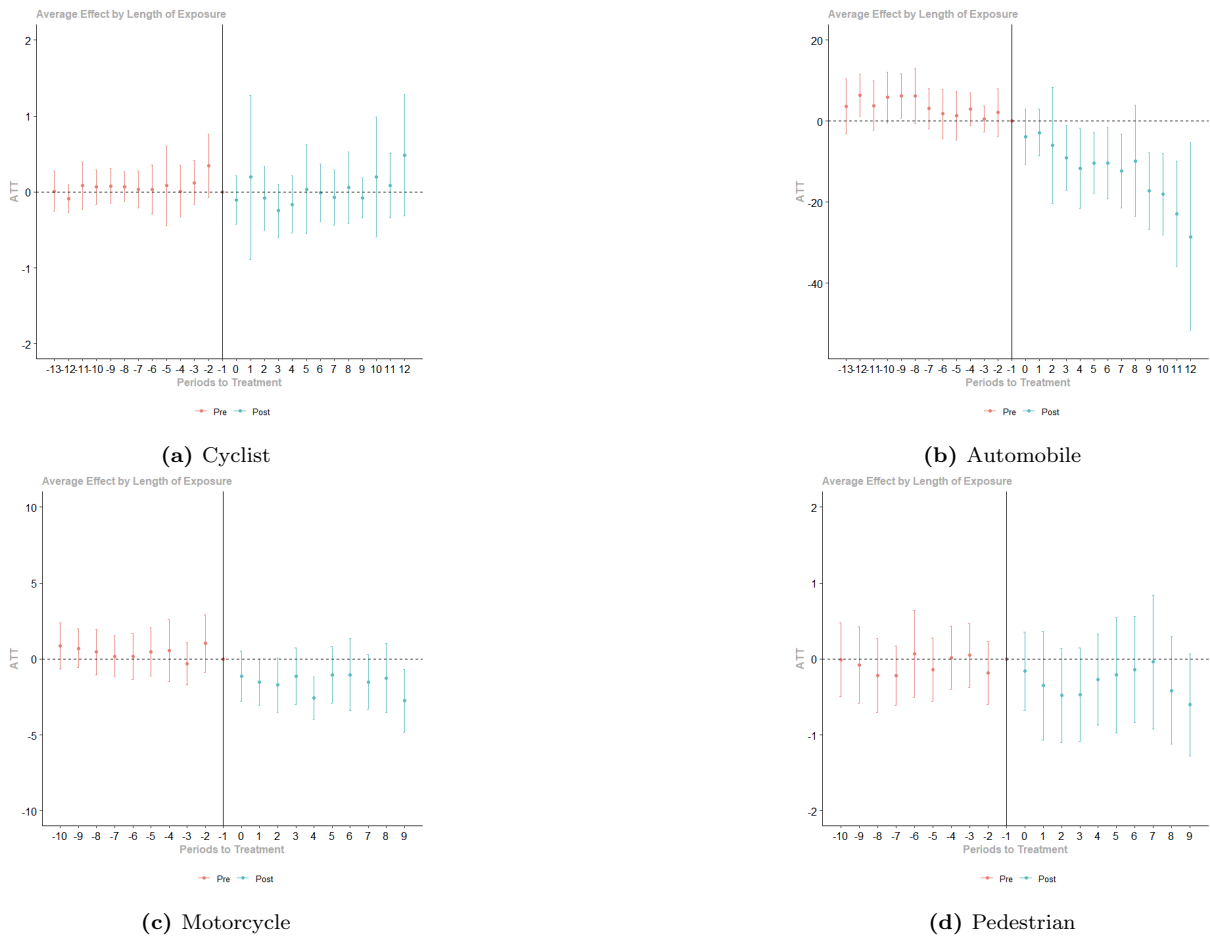 Average Effect by Length of Exposure
2
1
0
-1
-2
ATT
-13 -12 -11 -10 -9 -8 -7 -6 -5 -4 -3 -2 -1 0 1 2 3 4 5 6 7 8 9 10 11 12
Periods to Treatment
Pre Post
(a) Cyclist
Average Effect by Length of Exposure
20
0
-20
-40
ATT
-13 -12 -11 -10 -9 -8 -7 -6 -5 -4 -3 -2 -1 0 1 2 3 4 5 6 7 8 9 10 11 12
Periods to Treatment
Pre Post
(b) Automobile
Average Effect by Length of Exposure
10
5
0
-5
-10
ATT
-10 -9 -8 -7 -6 -5 -4 -3 -2 -1 0 1 2 3 4 5 6 7 8 9
Periods to Treatment
Pre Post
(c) Motorcycle
Average Effect by Length of Exposure
2
1
0
-1
-2
ATT
-10 -9 -8 -7 -6 -5 -4 -3 -2 -1 0 1 2 3 4 5 6 7 8 9
Periods to Treatment
Pre Post
(d) Pedestrian